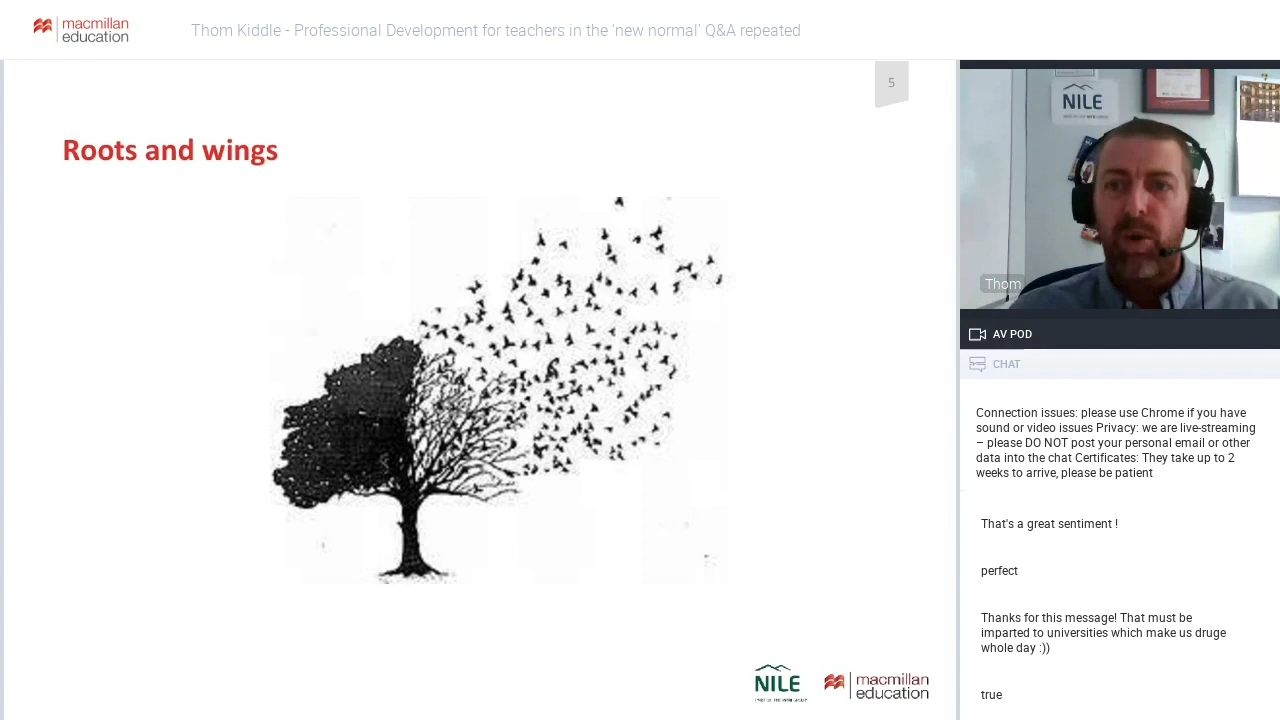 macmillan
education
Thom Kiddle - Professional Development for teachers in the ‘new normal’ Q&A repeated
5
Roots and wings
NILE
macmillan
education
NILE
Thom
AV POD
CHAT
Connection issues: please use Chrome if you have
sound or video issues Privacy: we are live-streaming
– please DO NOT post your personal email or other
data into the chat Certificates: They take up to 2
weeks to arrive, please be patient
That's a great sentiment !
perfect
Thanks for this message! That must be
imparted to universities which make us druge
whole day :))
true